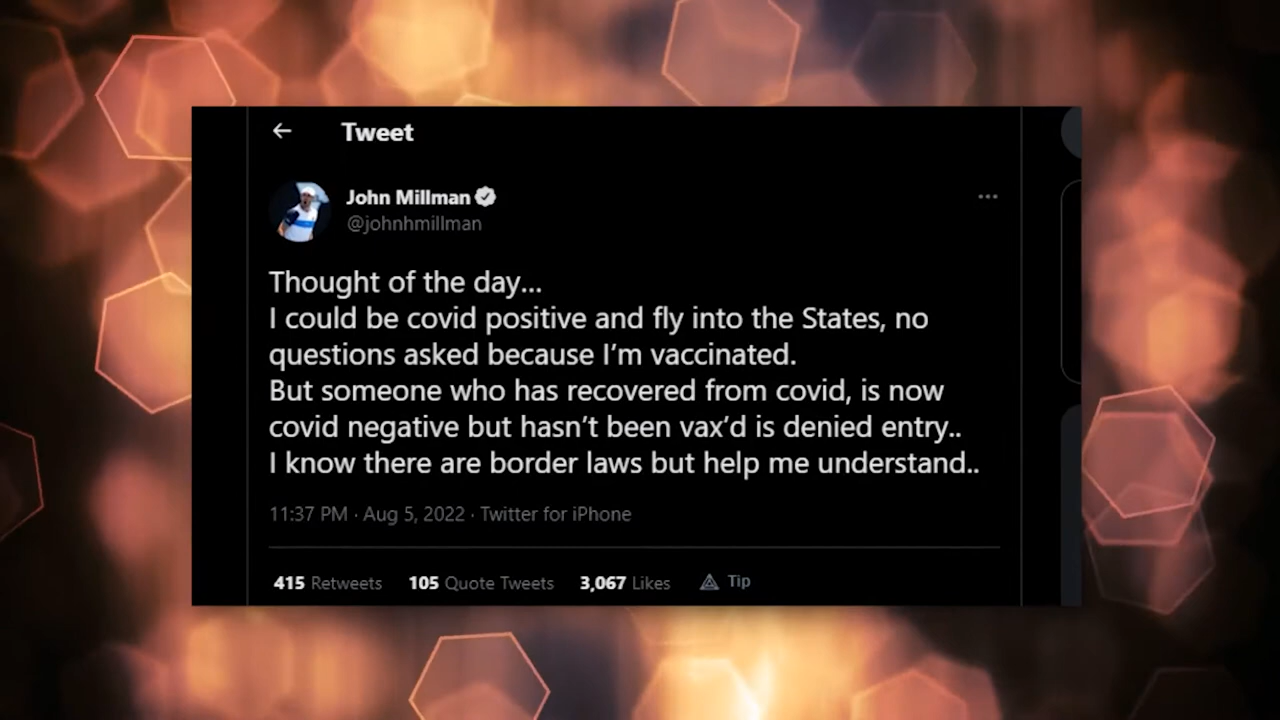 Tweet
John Millman
@johnhmillman
Thought of the day...
I could be covid positive and fly into the States, no
questions asked because I’m vaccinated.
But someone who has recovered from covid, is now
covid negative but hasn’t been vax’d is denied entry..
I know there are border laws but help me understand..
11:37 PM · Aug 5, 2022 · Twitter for iPhone
415 Retweets 105 Quote Tweets 3,067 Likes Tip